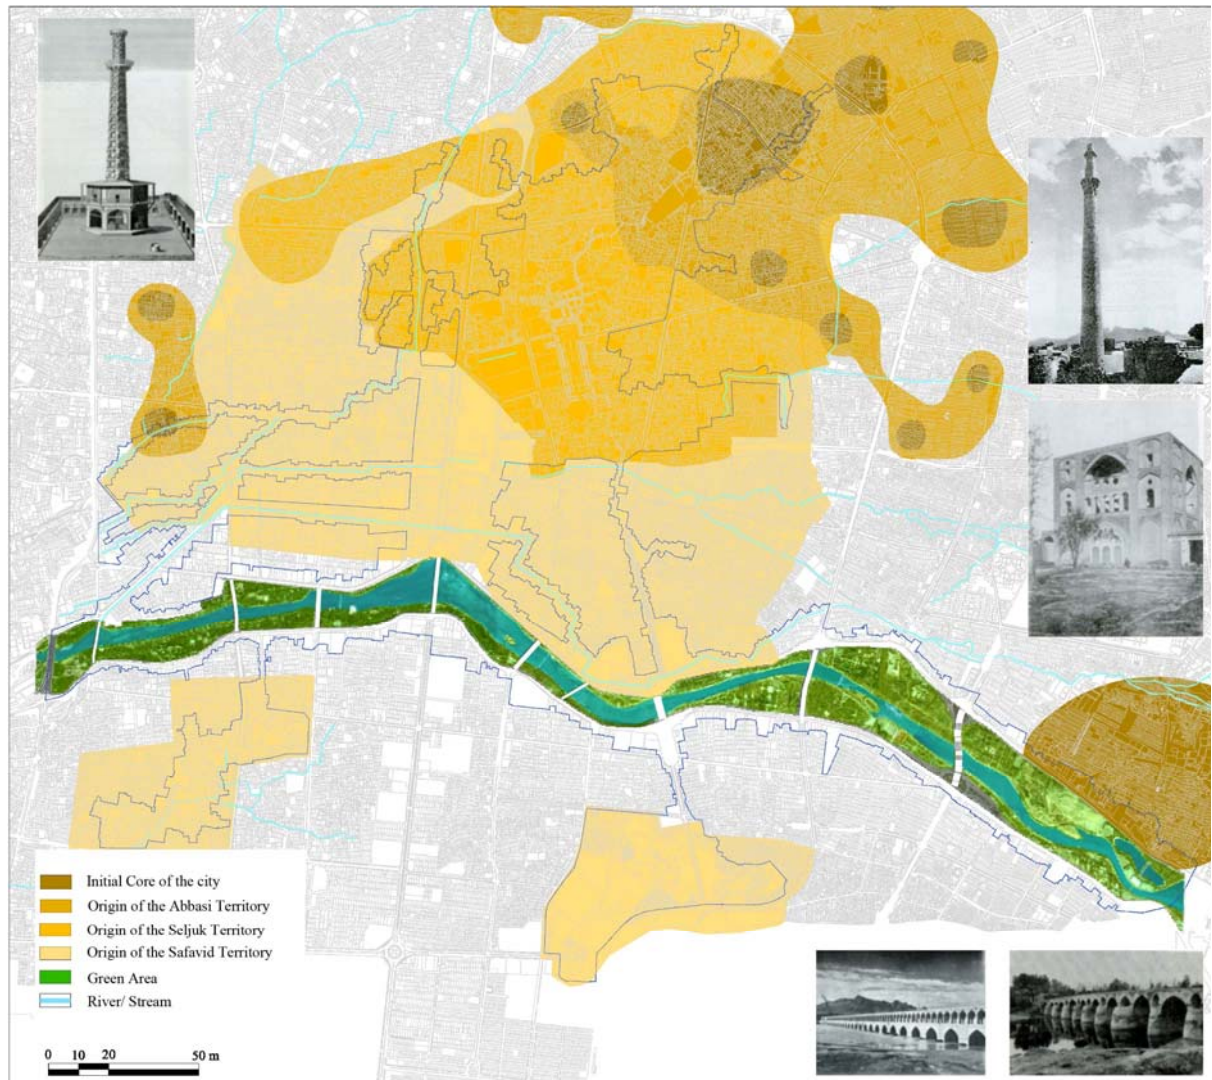 Initial Core of the city
Origin of the Abbasi Territory
Origin of the Seljuk Territory
Origin of the Safavid Territory
Green Area
River/ Stream
0 10 20 50 m